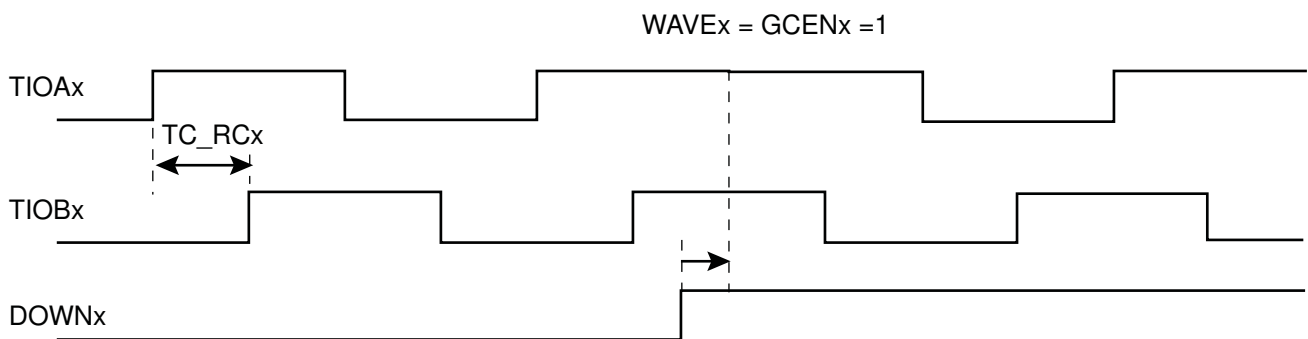 WAVEx = GCENx =1
TIOAx
TC_RCx
TIOBx
DOWNx